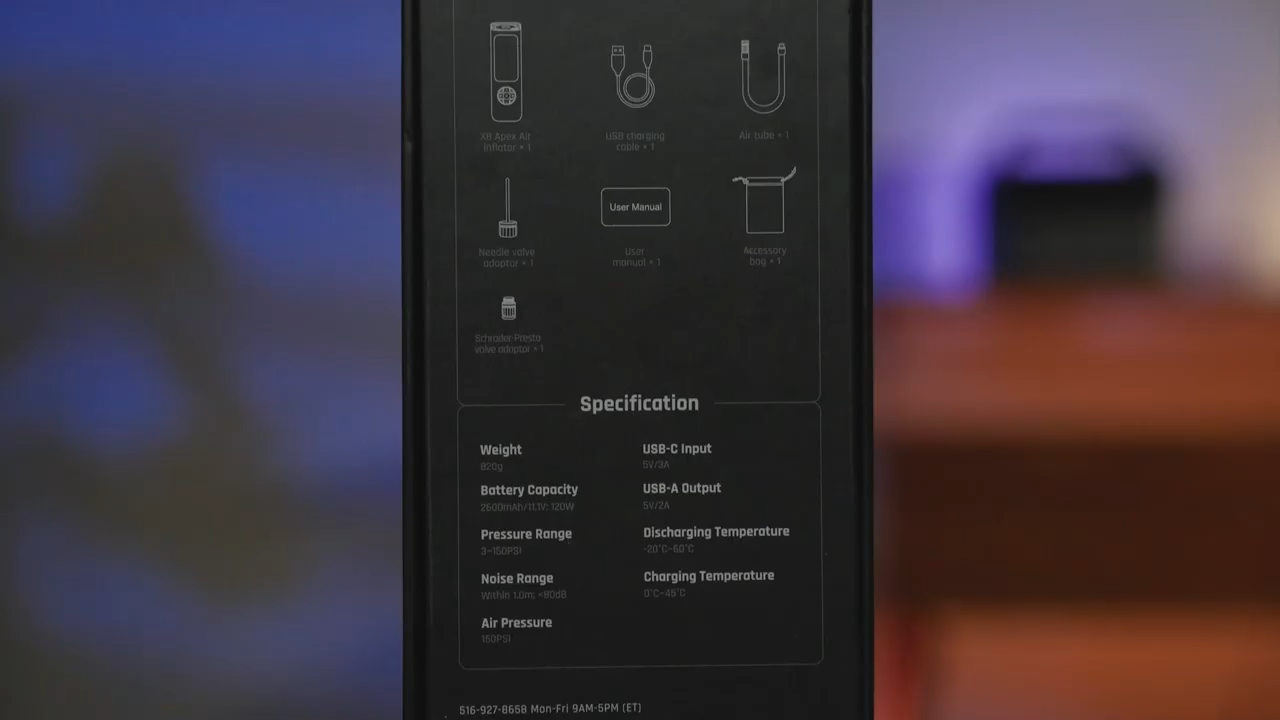 X8 Apex Air
Inflator × 1
USB charging
cable × 1
Air tube × 1
Needle valve
adaptor × 1
User Manual
User
manual × 1
Accessory
bag × 1
Schrader-Presta
valve adaptor × 1
Specification
Weight
820g
USB-C Input
5V/3A
Battery Capacity
2600mAh/11.1V; 120W
USB-A Output
5V/2A
Pressure Range
3~150PSI
Discharging Temperature
-20°C~60°C
Noise Range
Within 1.0m; <80dB
Charging Temperature
0°C~45°C
Air Pressure
150PSI
516-927-8658 Mon-Fri 9AM-5PM (ET)